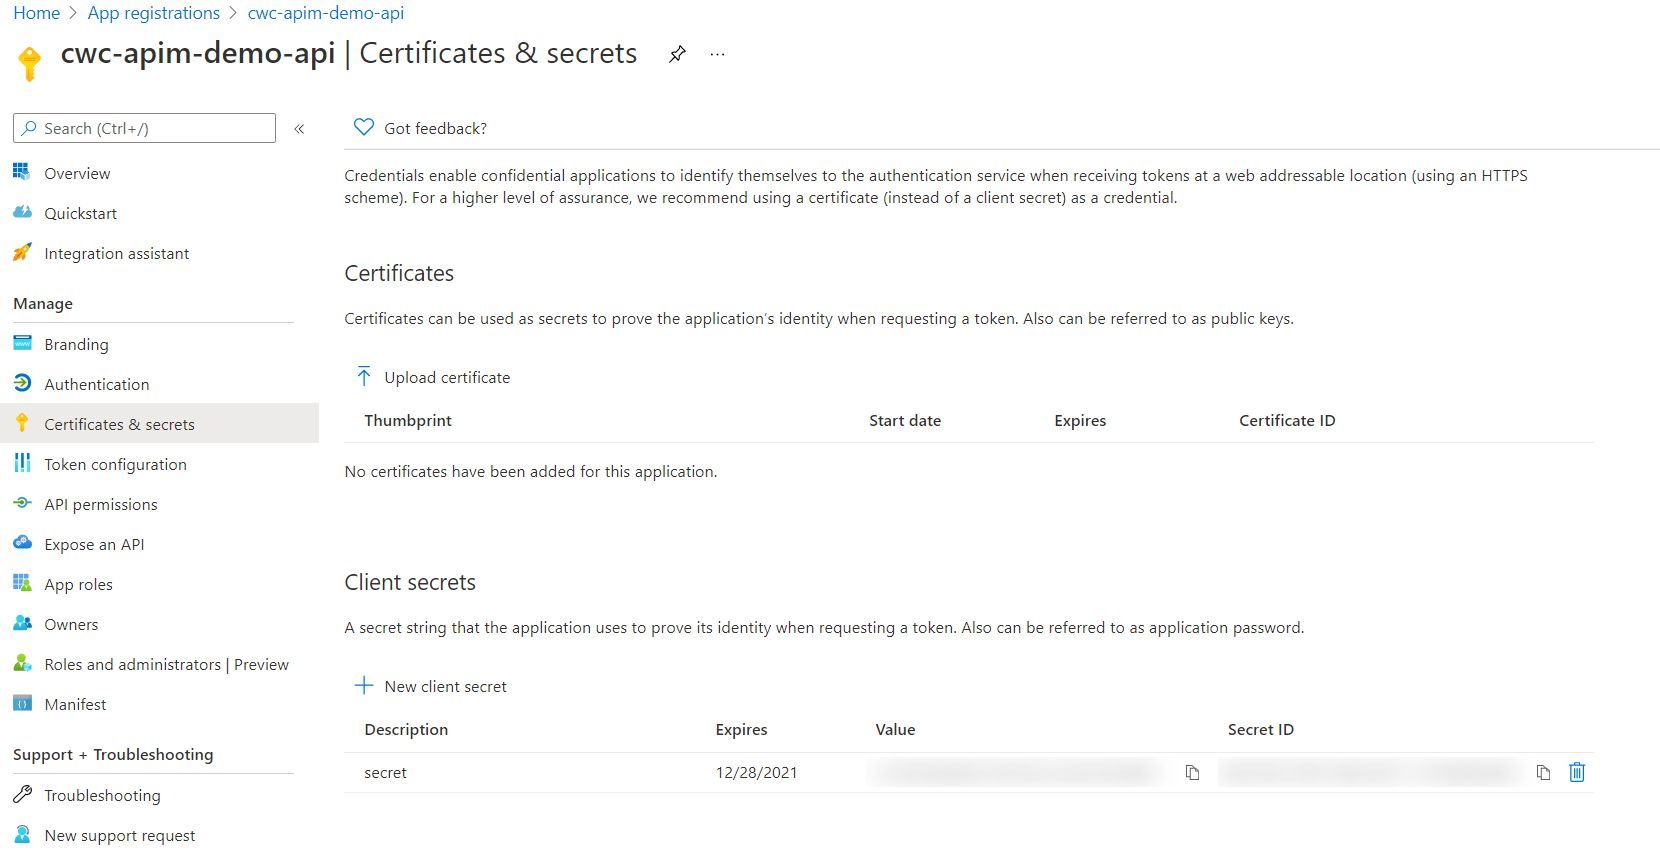 Home > App registrations > cwc-apim-demo-api
cwc-apim-demo-api | Certificates & secrets ...
Search (Ctrl+/) «
Overview
Quickstart
Integration assistant
Manage
Branding
Authentication
Certificates & secrets
Token configuration
API permissions
Expose an API
App roles
Owners
Roles and administrators | Preview
Manifest
Support + Troubleshooting
Troubleshooting
New support request
Got feedback?
Credentials enable confidential applications to identify themselves to the authentication service when receiving tokens at a web addressable location (using an HTTPS
scheme). For a higher level of assurance, we recommend using a certificate (instead of a client secret) as a credential.
Certificates
Certificates can be used as secrets to prove the application's identity when requesting a token. Also can be referred to as public keys.
Upload certificate
Thumbprint Start date Expires Certificate ID
No certificates have been added for this application.
Client secrets
A secret string that the application uses to prove its identity when requesting a token. Also can be referred to as application password.
New client secret
Description Expires Value Secret ID
secret 12/28/2021